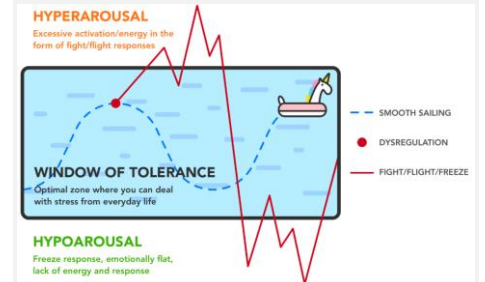 HYPERAROUSAL
Excessive activation/energy in the
form of fight/flight responses
WINDOW OF TOLERANCE
Optimal zone where you can deal
with stress from everyday life
HYPOAROUSAL
Freeze response, emotionally flat,
lack of energy and response
SMOOTH SAILING
DYSREGULATION
FIGHT/FLIGHT/FREEZE